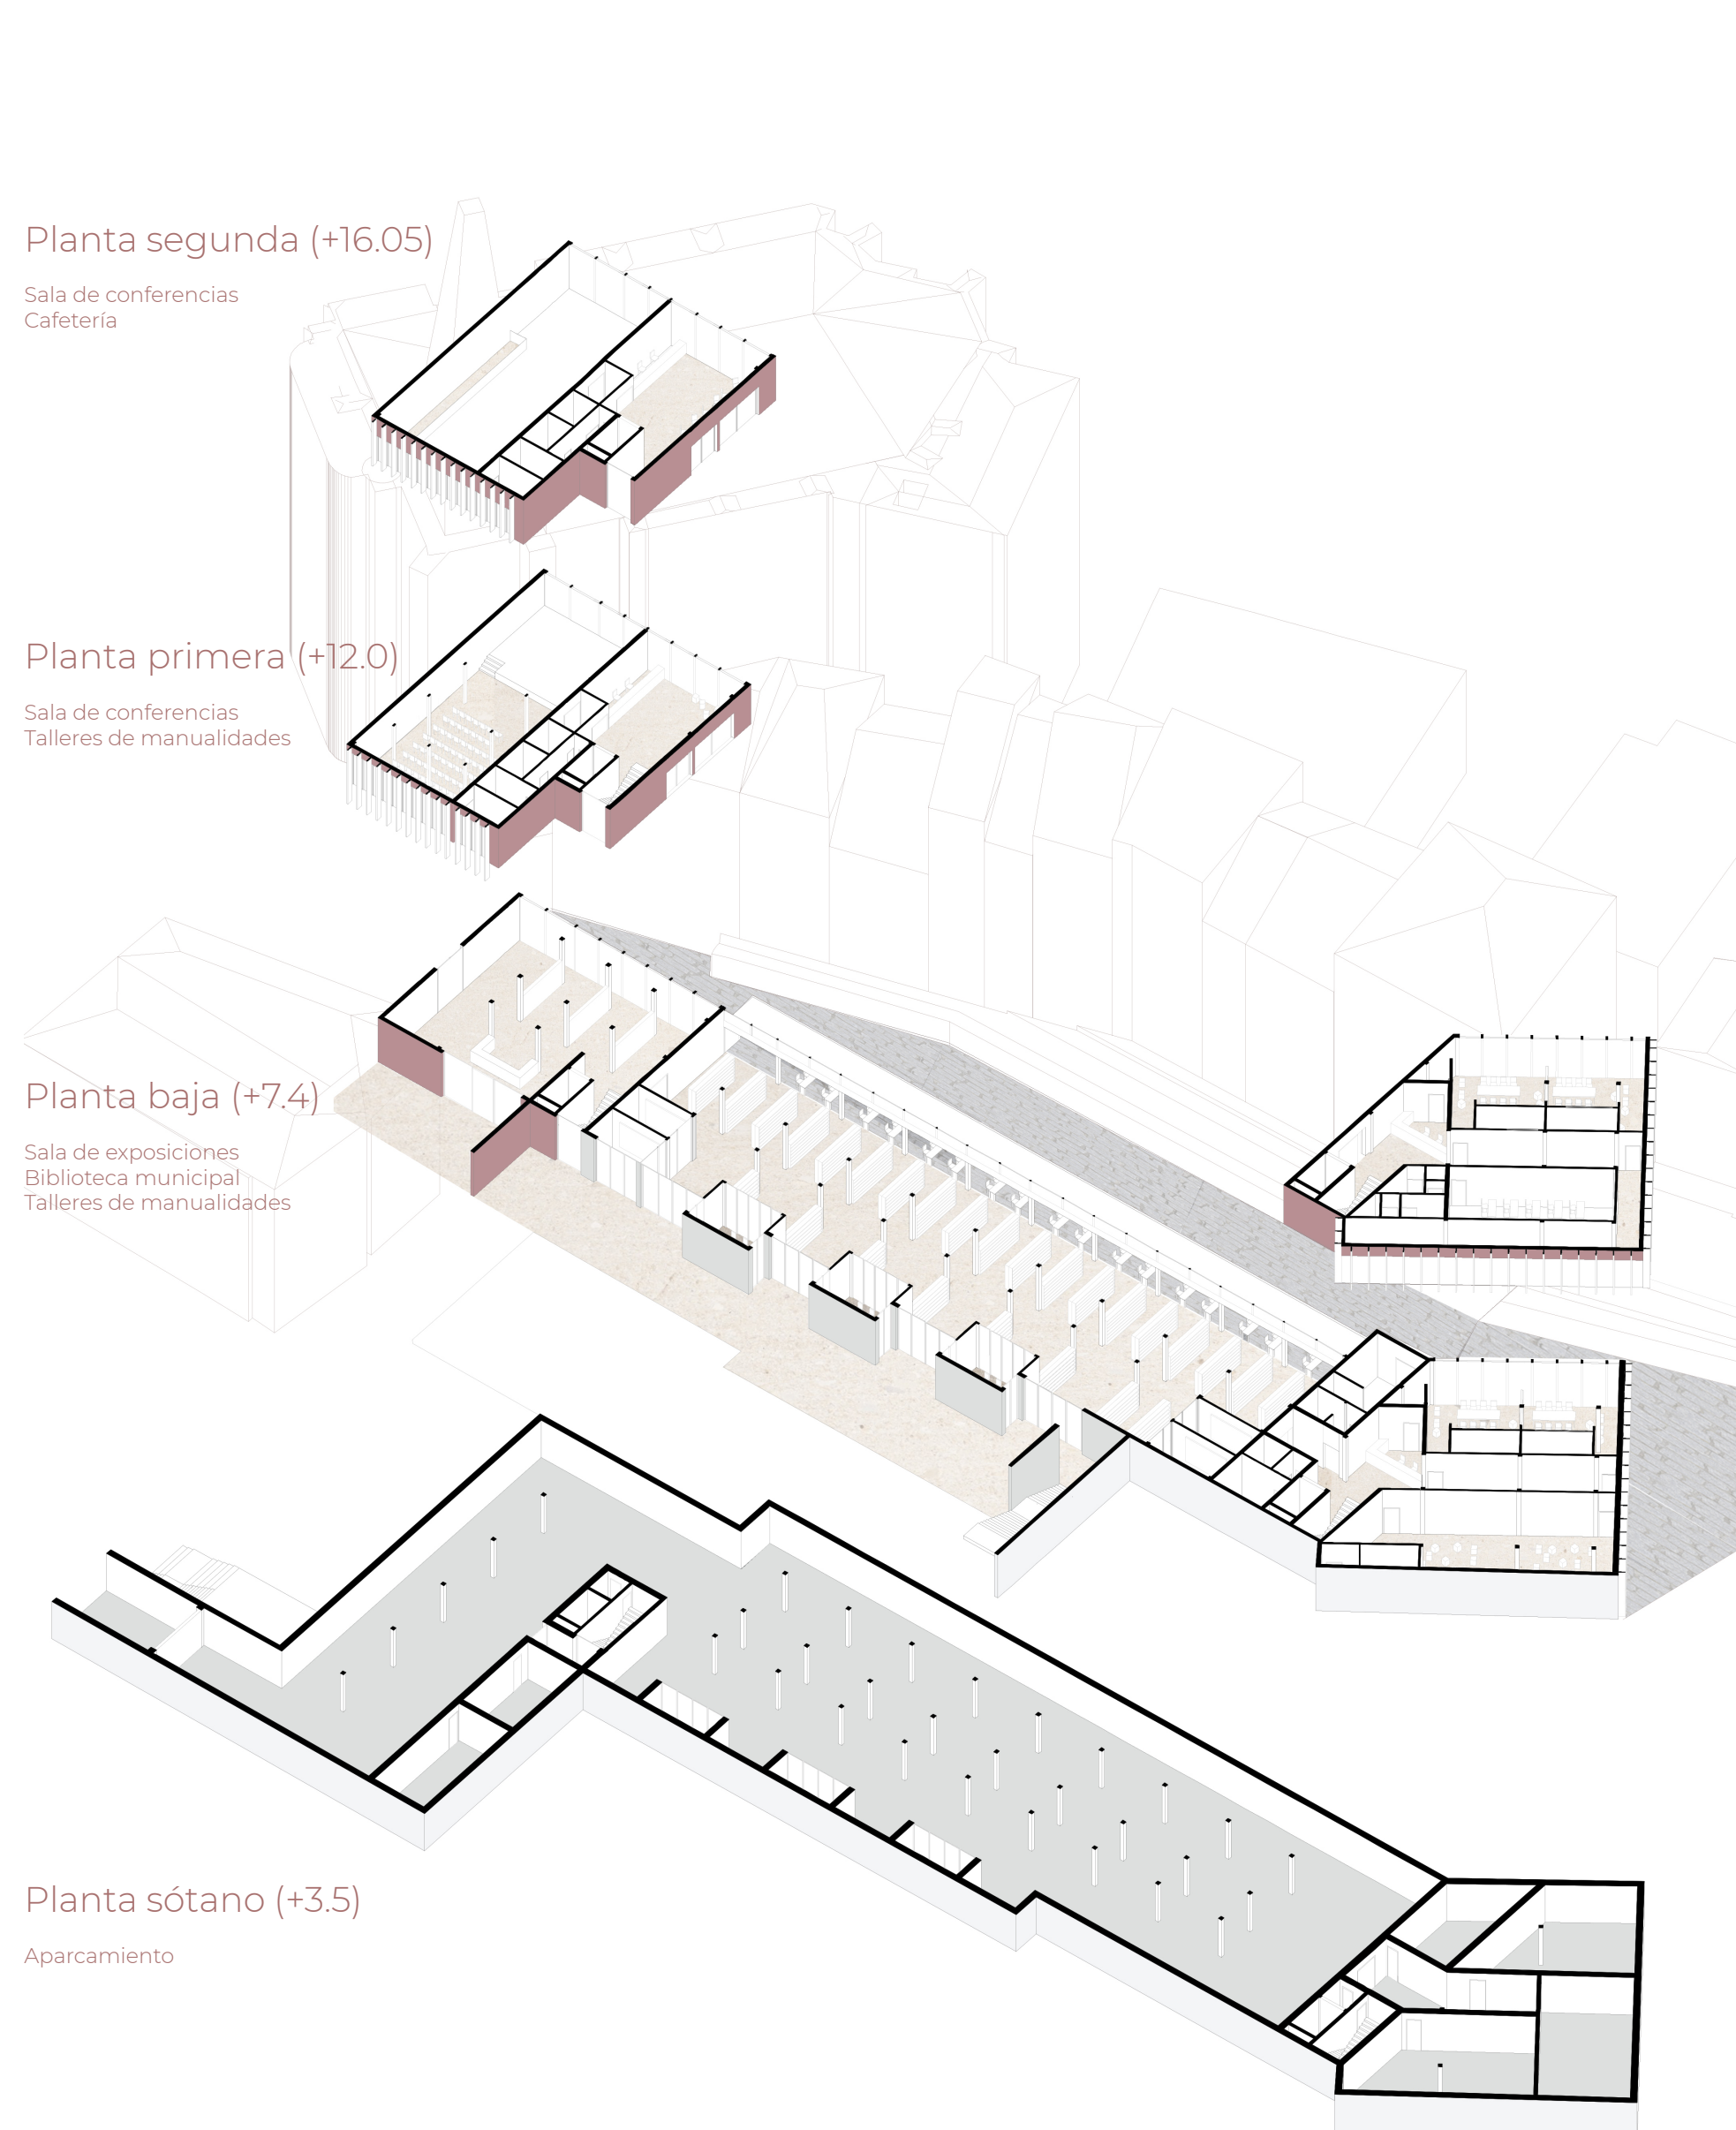 Planta segunda (+16.05)
Sala de conferencias
Cafetería
Planta primera (+12.0)
Sala de conferencias
Talleres de manualidades
Planta baja (+7.4)
Sala de exposiciones
Biblioteca municipal
Talleres de manualidades
Planta sótano (+3.5)
Aparcamiento